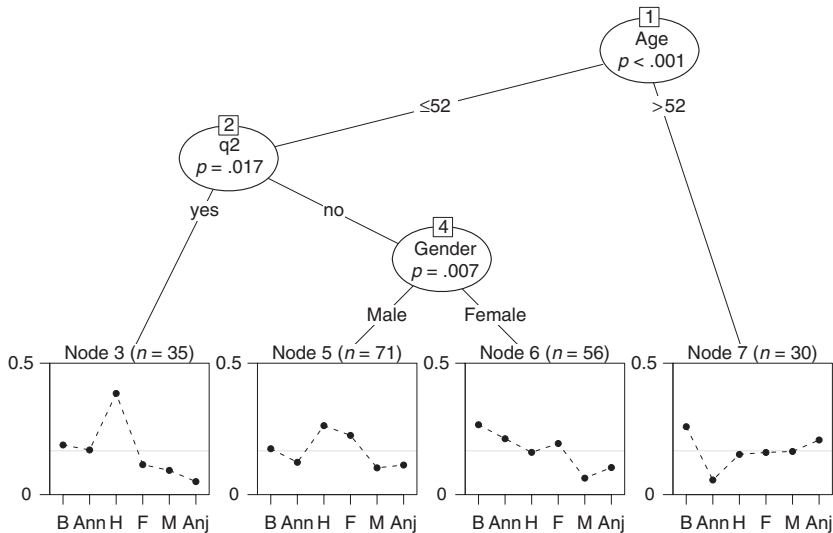 1
Age
p < .001
≤52
>52
2
q2
p = .017
yes
no
4
Gender
p = .007
Male
Female
Node 3 (n = 35)
0.5
0
B Ann H F M Anj
Node 5 (n = 71)
0.5
0
B Ann H F M Anj
Node 6 (n = 56)
0.5
0
B Ann H F M Anj
Node 7 (n = 30)
0.5
0
B Ann H F M Anj